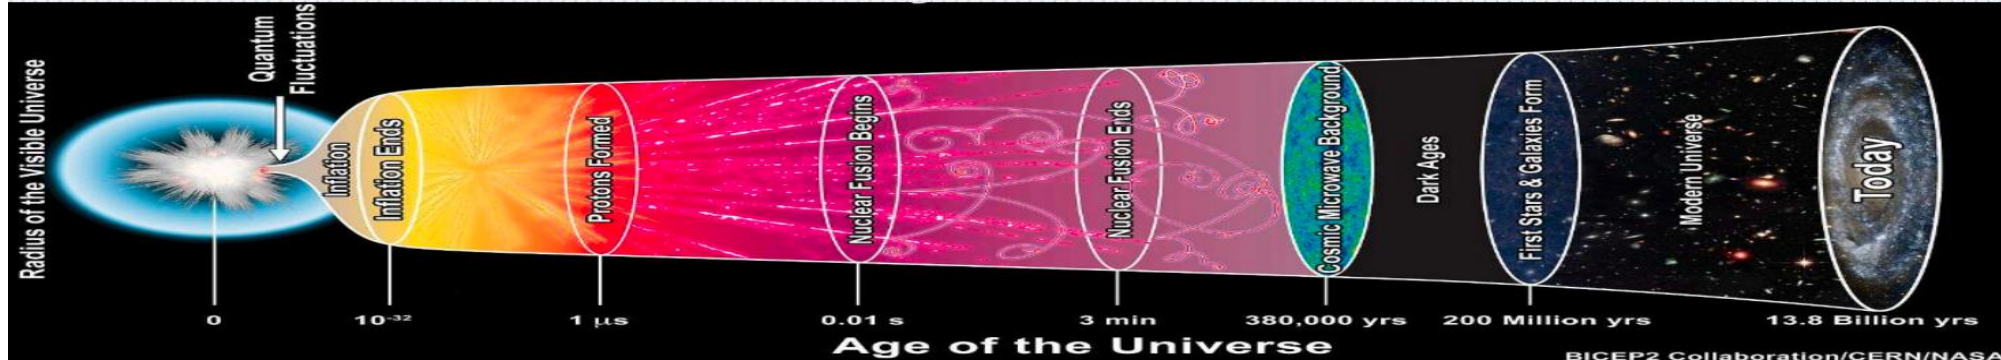 Radius of the Visible Universe
Quantum
Fluctuations
Inflation
Inflation Ends
Protons Formed
Nuclear Fusion Begins
Nuclear Fusion Ends
Cosmic Microwave Background
Dark Ages
First Stars & Galaxies Form
Modern Universe
Today
0
10⁻³²
1 µs
0.01 s
3 min
380,000 yrs
200 Million yrs
13.8 Billion yrs
Age of the Universe
BICEP2 Collaboration/CERN/NASA